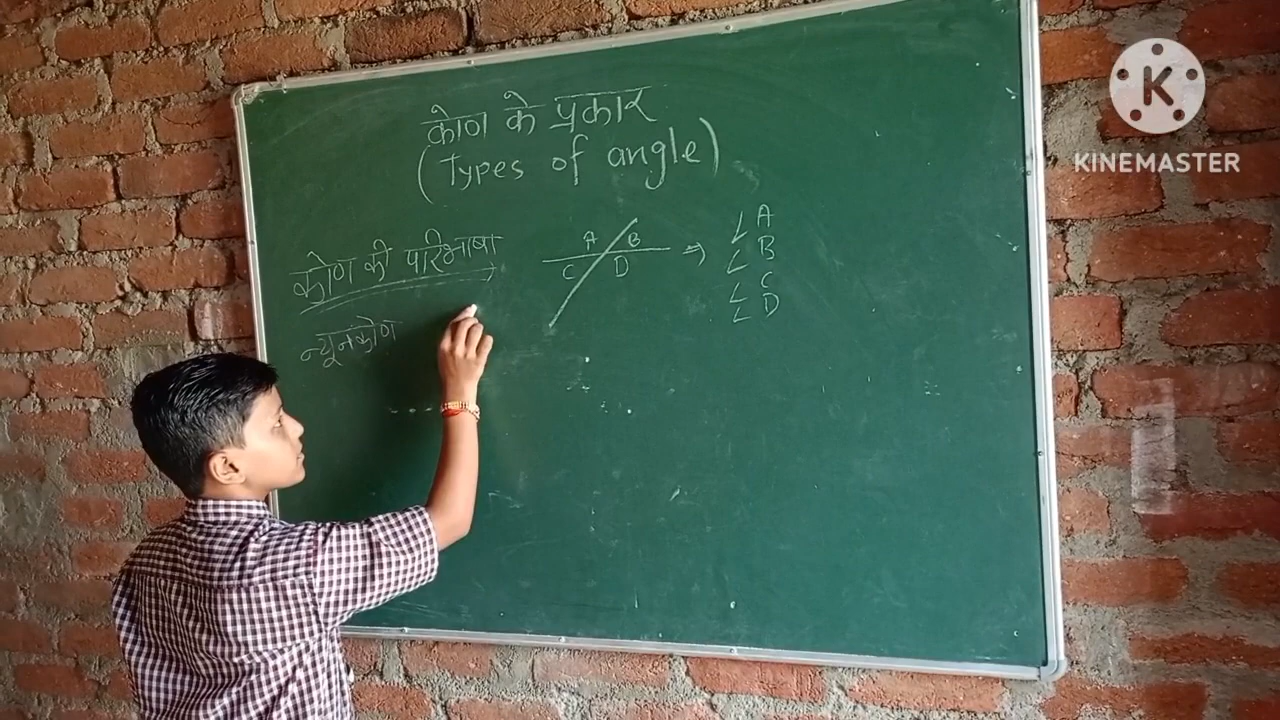 कोण के प्रकार
(Types of angle)
कोण की परिभाषा
न्यूनकोण
A B
C D
⇒ ∠A
∠B
∠C
∠D
K
KINEMASTER